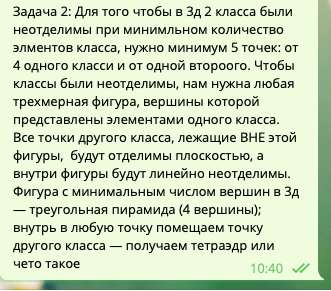 Задача 2: Для того чтобы в 3д 2 класса были
неотделимы при минимльном количество
элментов класса, нужно минимум 5 точек: от
4 одного класси и от одной второого. Чтобы
классы были неотделимы, нам нужна любая
трехмерная фигура, вершины которой
представлены элементами одного класса.
Все точки другого класса, лежащие ВНЕ этой
фигуры, будут отделимы плоскостью, а
внутри фигуры будут линейно неотделимы.
Фигура с минимальным числом вершин в 3д
— треугольная пирамида (4 вершины);
внутрь в любую точку помещаем точку
другого класса — получаем тетраэдр или
чето такое
10:40